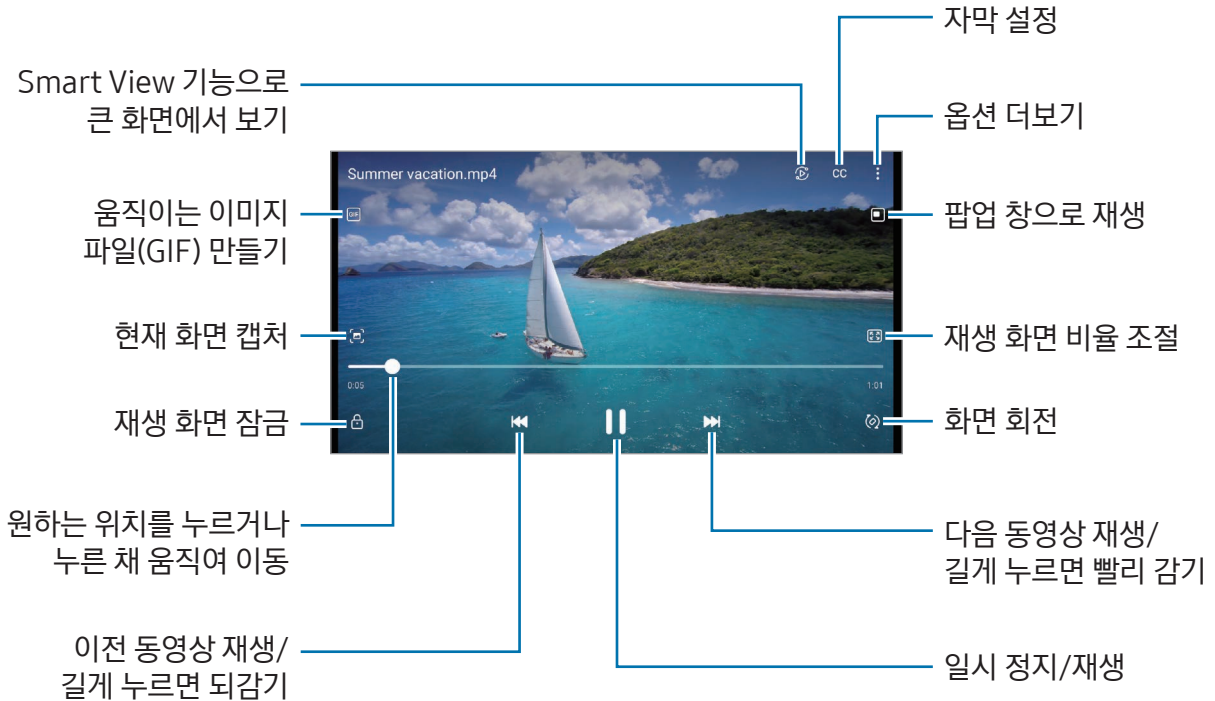 자막 설정
Smart View 기능으로
큰 화면에서 보기
옵션 더보기
Summer vacation.mp4
CC
움직이는 이미지
파일(GIF) 만들기
GIF
팝업 창으로 재생
현재 화면 캡처
재생 화면 비율 조절
0:05
1:01
재생 화면 잠금
화면 회전
원하는 위치를 누르거나
누른 채 움직여 이동
다음 동영상 재생/
길게 누르면 빨리 감기
이전 동영상 재생/
길게 누르면 되감기
일시 정지/재생